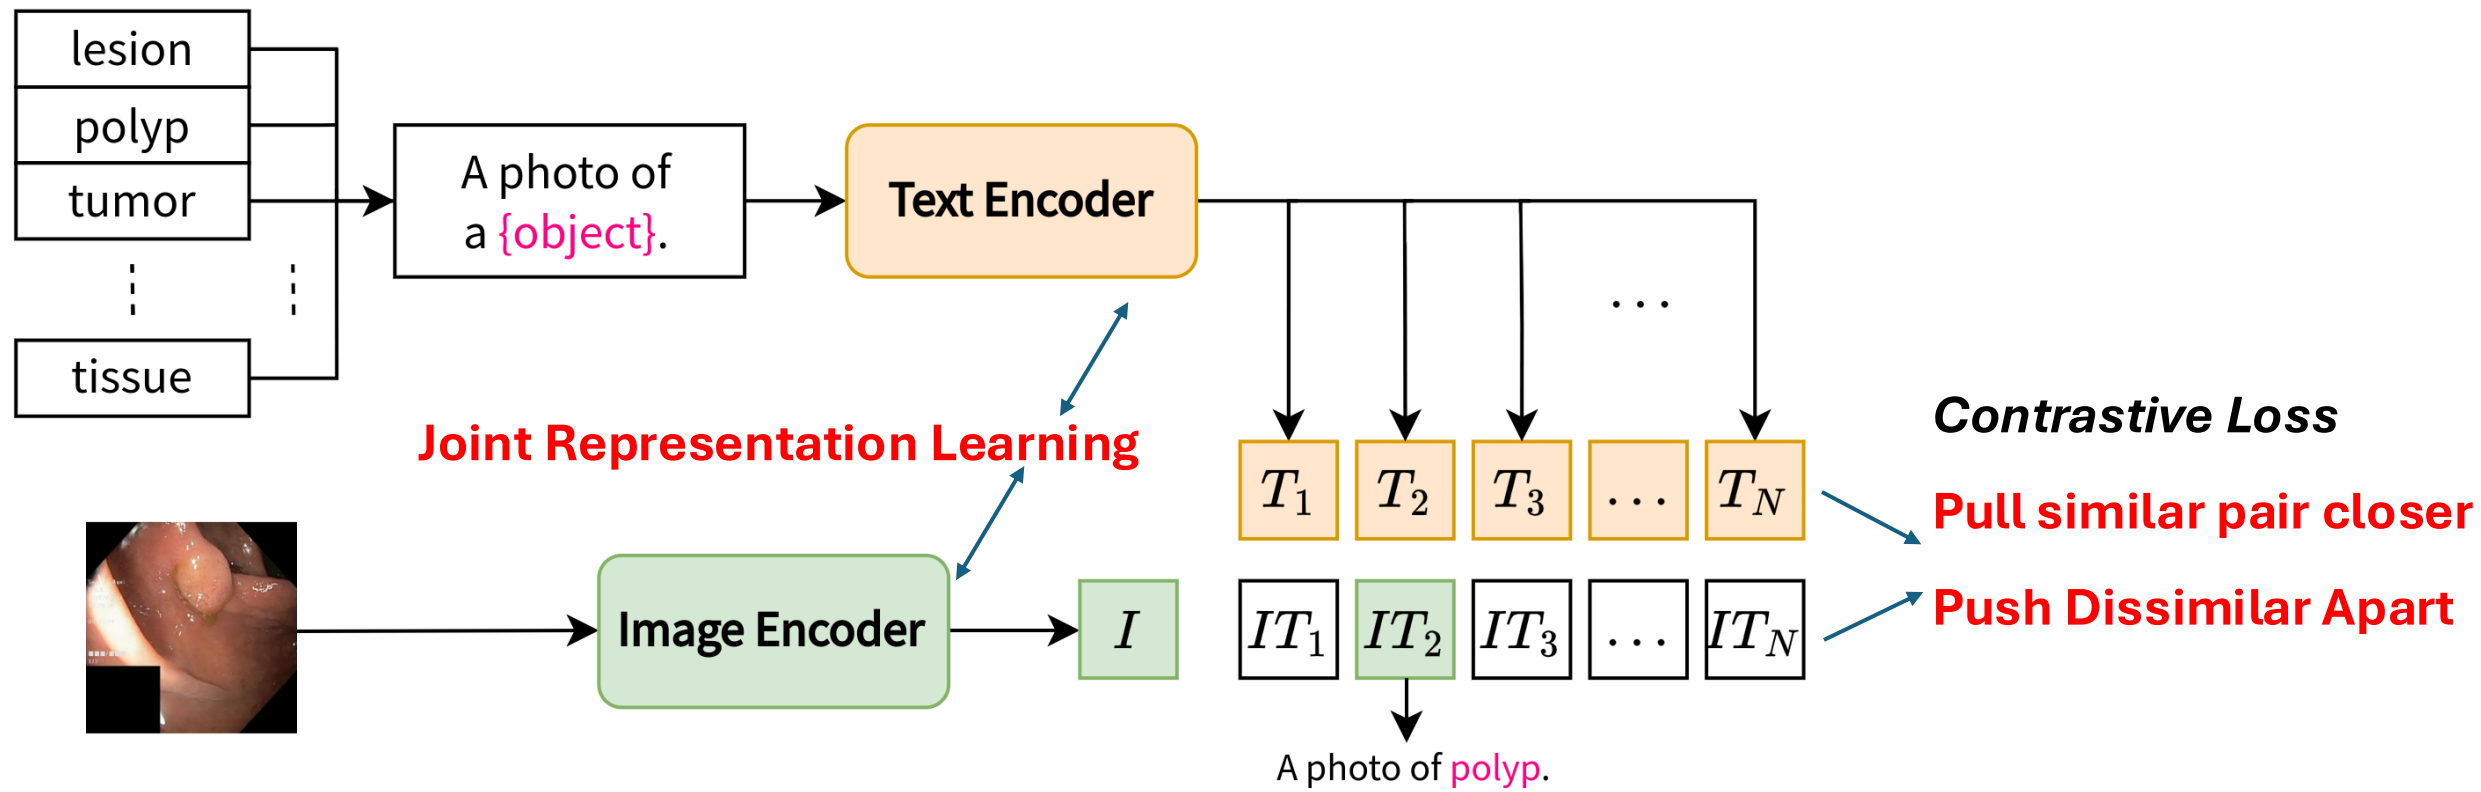 lesion
polyp
tumor
tissue
A photo of
a {object}.
Text Encoder
...
Joint Representation Learning
Image Encoder
I
T1 T2 T3 ... TN
IT1 IT2 IT3 ... ITN
A photo of polyp.
Contrastive Loss
Pull similar pair closer
Push Dissimilar Apart